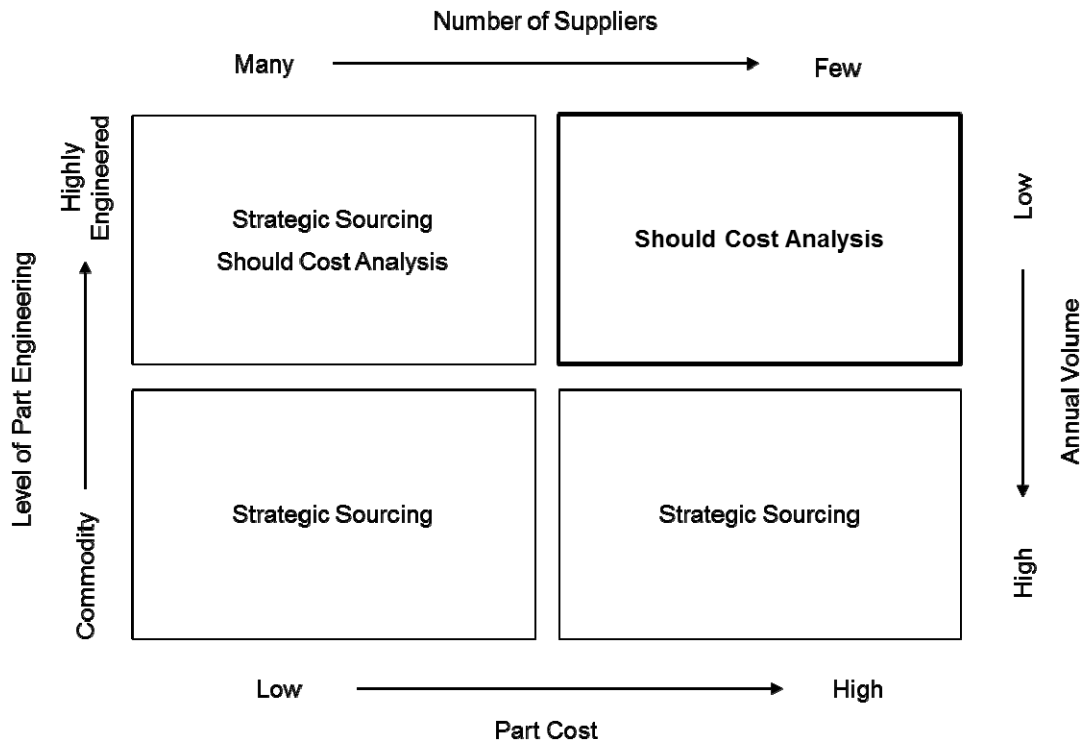 Number of Suppliers
Many
Few
Highly
Engineered
Level of Part Engineering
Commodity
Strategic Sourcing
Should Cost Analysis
Should Cost Analysis
Low
Annual Volume
High
Strategic Sourcing
Strategic Sourcing
Low
High
Part Cost